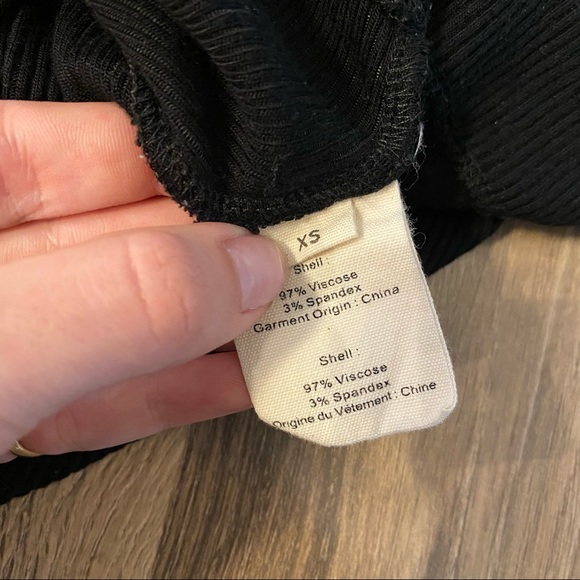 XS
Shell :
97% Viscose
3% Spandex
Garment Origin : China
Shell :
97% Viscose
3% Spandex
Origine du Vêtement : Chine